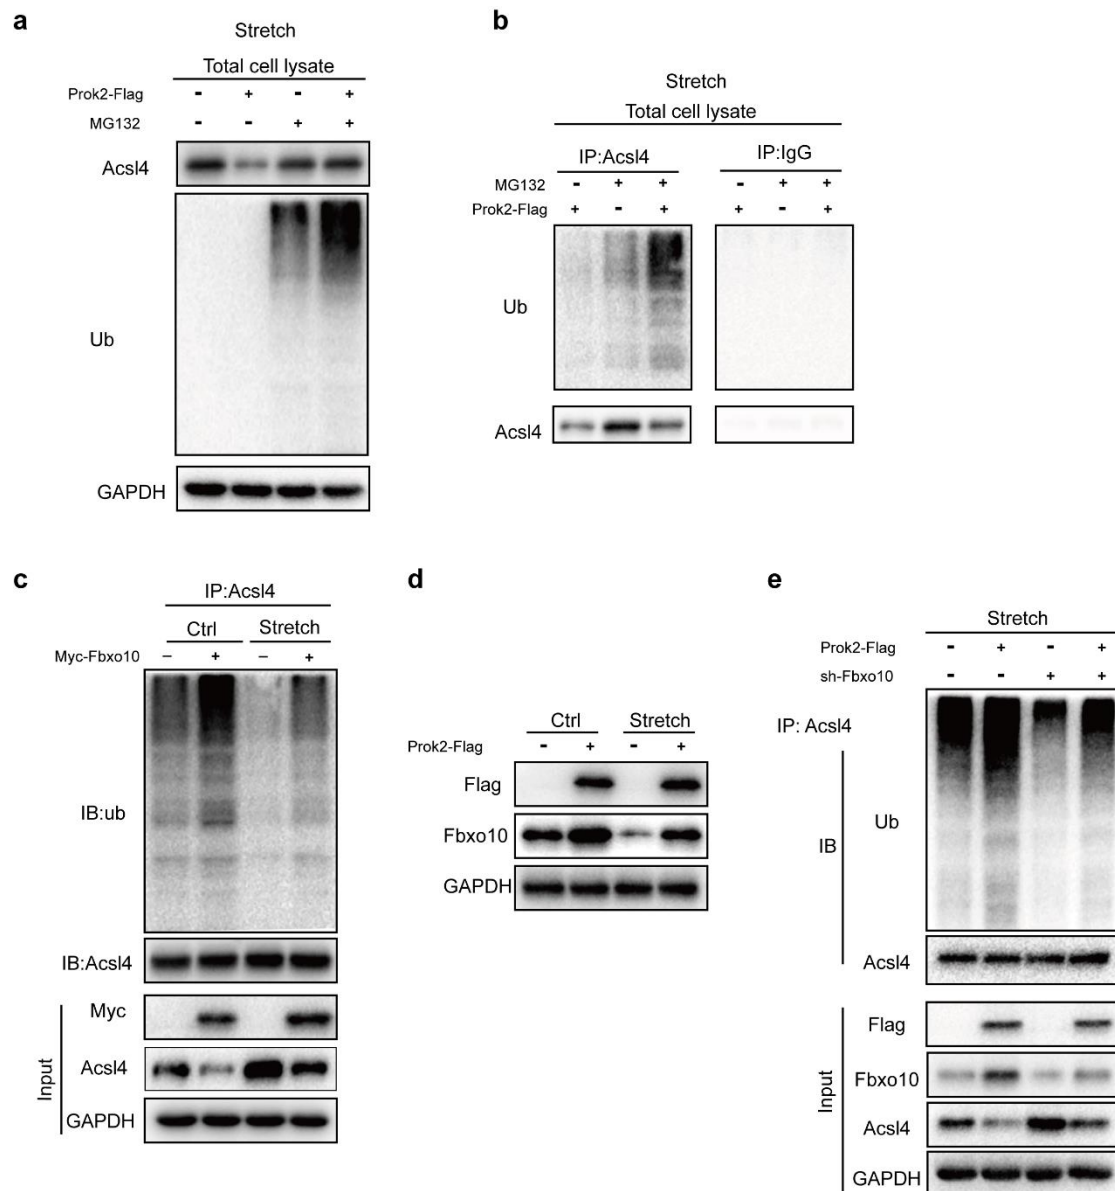 a
Stretch
Total cell lysate
Prok2-Flag - + - +
MG132 - - + +
Acsl4
Ub
GAPDH
b
Stretch
Total cell lysate
IP:Acsl4 IP:IgG
MG132 - + + - + +
Prok2-Flag + - + + - +
Ub
Acsl4
c
IP:Acsl4
Ctrl Stretch
Myc-Fbxo10 – + – +
IB:ub
IB:Acsl4
Myc
Acsl4
GAPDH
Input
d
Ctrl Stretch
Prok2-Flag - + - +
Flag
Fbxo10
GAPDH
e
Stretch
Prok2-Flag - + - +
sh-Fbxo10 - - + +
IP: Acsl4
Ub
IB
Acsl4
Flag
Fbxo10
Acsl4
GAPDH
Input